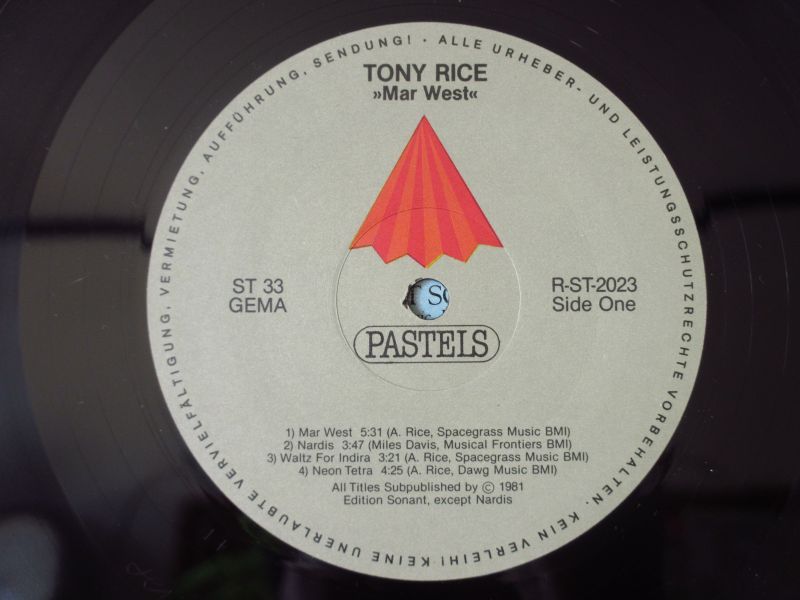 ALLE URHEBER- UND LEISTUNGSSCHUTZRECHTE VORBEHALTEN · KEIN VERLEIH! · KEINE UNERLAUBTE VERVIELFÄLTIGUNG, VERMIETUNG, AUFFÜHRUNG, SENDUNG! ·
TONY RICE
»Mar West«
ST 33
GEMA
R-ST-2023
Side One
PASTELS
1) Mar West 5:31 (A. Rice, Spacegrass Music BMI)
2) Nardis 3:47 (Miles Davis, Musical Frontiers BMI)
3) Waltz For Indira 3:21 (A. Rice, Spacegrass Music BMI)
4) Neon Tetra 4:25 (A. Rice, Dawg Music BMI)
All Titles Subpublished by © 1981
Edition Sonant, except Nardis